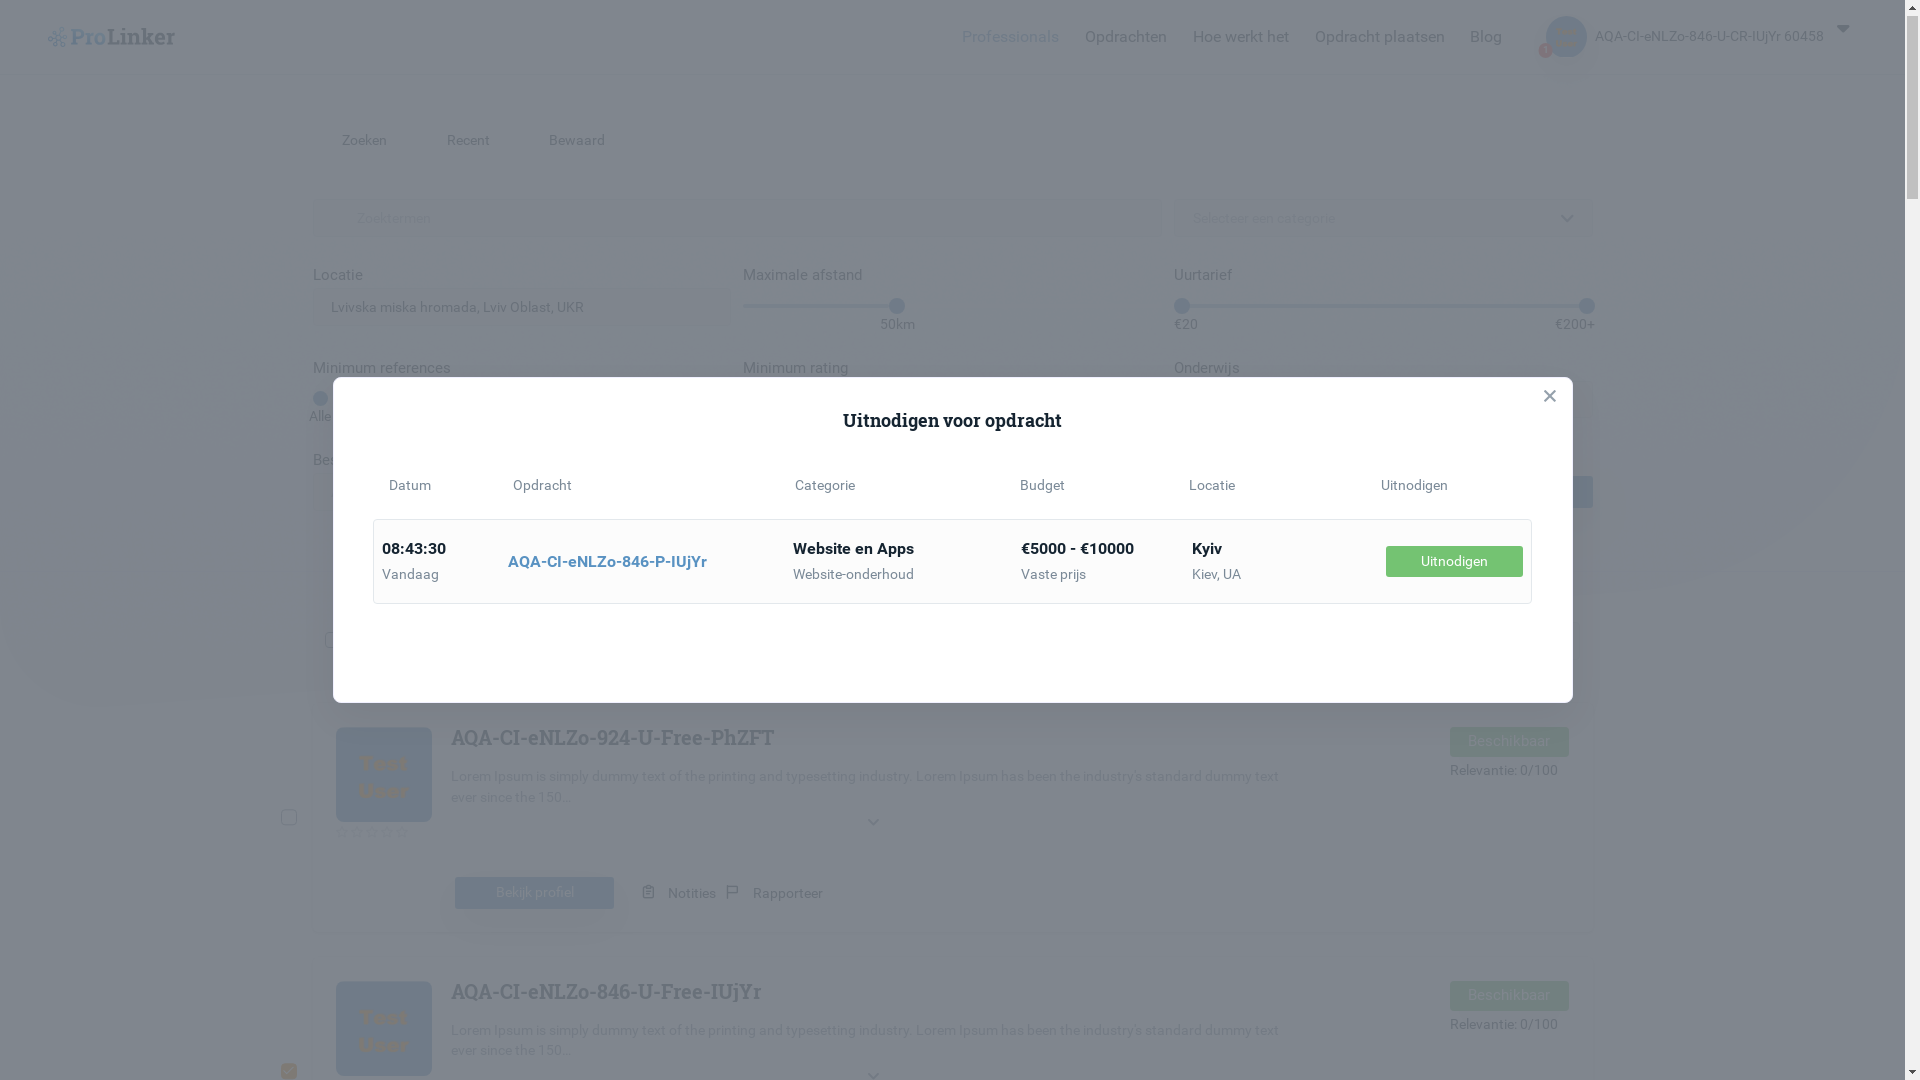 ProLinker
Professionals Opdrachten Hoe werkt het Opdracht plaatsen Blog
1 AQA-CI-eNLZo-846-U-CR-IUjYr 60458
Zoeken Recent Bewaard
Zoektermen Selecteer een categorie
Locatie Maximale afstand Uurtarief
Lvivska miska hromada, Lviv Oblast, UKR
50km €20 €200+
Minimum references Minimum rating Onderwijs
Alle
Bes
Uitnodigen voor opdracht
Datum Opdracht Categorie Budget Locatie Uitnodigen
08:43:30 Website en Apps €5000 - €10000 Kyiv
AQA-CI-eNLZo-846-P-IUjYr Uitnodigen
Vandaag Website-onderhoud Vaste prijs Kiev, UA
AQA-CI-eNLZo-924-U-Free-PhZFT Beschikbaar
Test
User
Lorem Ipsum is simply dummy text of the printing and typesetting industry. Lorem Ipsum has been the industry's standard dummy text
ever since the 150...
Relevantie: 0/100
Bekijk profiel Notities Rapporteer
AQA-CI-eNLZo-846-U-Free-IUjYr Beschikbaar
Test
User
Lorem Ipsum is simply dummy text of the printing and typesetting industry. Lorem Ipsum has been the industry's standard dummy text
ever since the 150...
Relevantie: 0/100